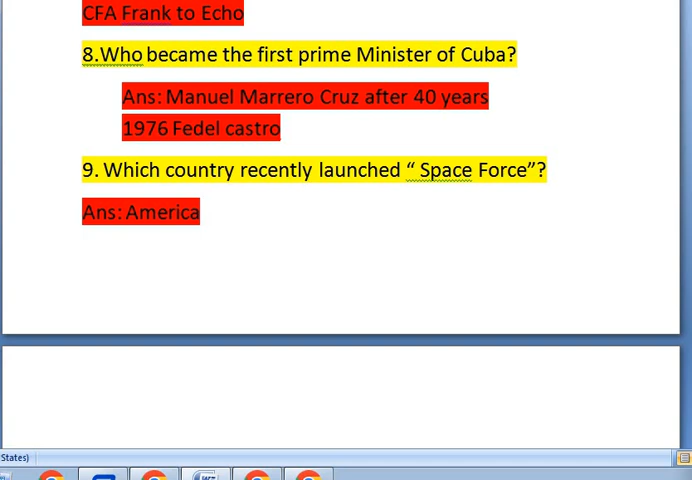 CFA Frank to Echo
8.Who became the first prime Minister of Cuba?
Ans: Manuel Marrero Cruz after 40 years
1976 Fedel castro
9. Which country recently launched “ Space Force”?
Ans: America
States)